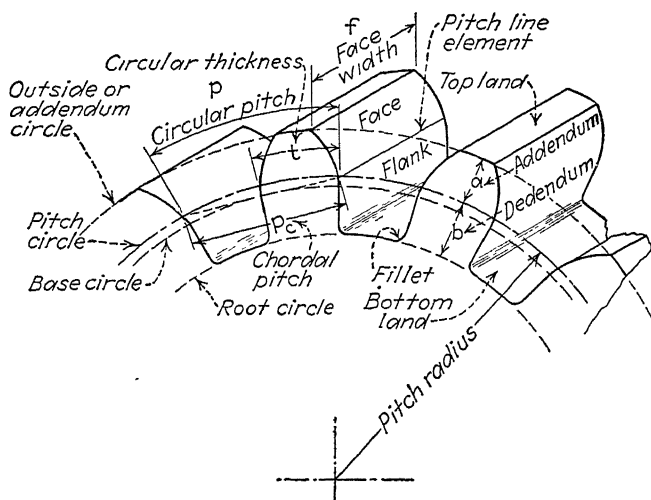 f
Face
width
Pitch line
element
Circular thickness
p
Circular pitch
Outside or
addendum
circle
Top land
Face
t
Flank
a
Addendum
Dedendum
b
Pitch
circle
pc
Base circle
Chordal
pitch
Root circle
Fillet
Bottom
land
Pitch radius